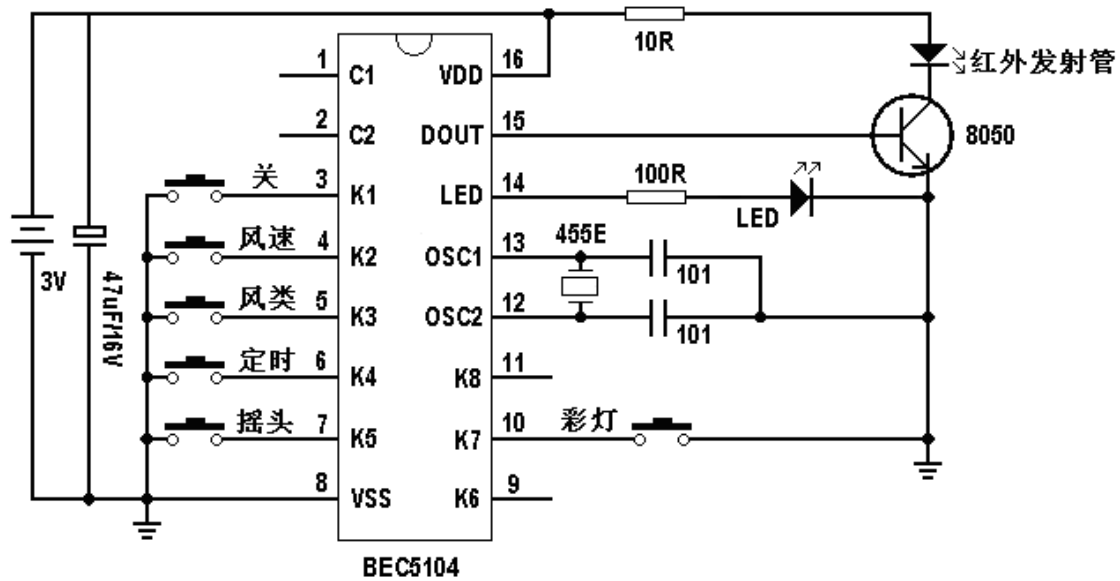 10R
红外发射管
1
C1
VDD
16
2
C2
DOUT
15
8050
关
3
K1
LED
14
100R
LED
风速
4
K2
OSC1
13
455E
101
3V
47uF/16V
风类
5
K3
OSC2
12
101
定时
6
K4
K8
11
摇头
7
K5
K7
10
彩灯
8
VSS
K6
9
BEC5104